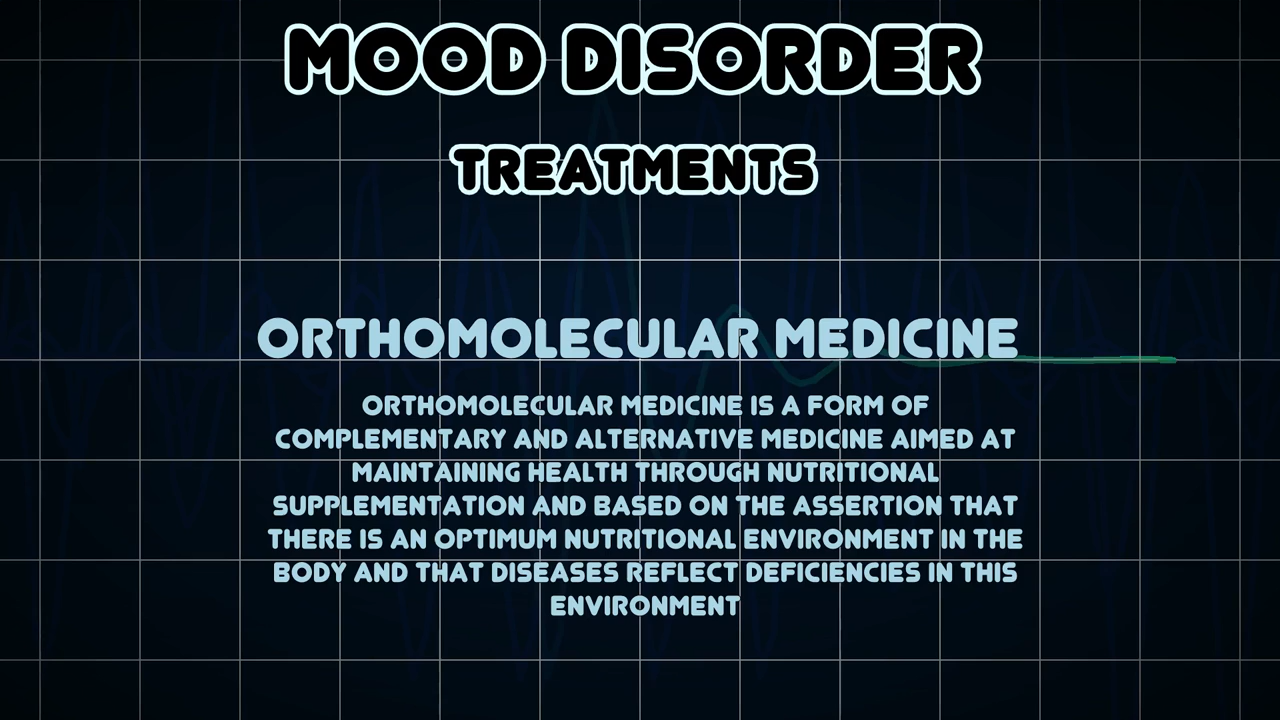 MOOD DISORDER
TREATMENTS
ORTHOMOLECULAR MEDICINE
ORTHOMOLECULAR MEDICINE IS A FORM OF
COMPLEMENTARY AND ALTERNATIVE MEDICINE AIMED AT
MAINTAINING HEALTH THROUGH NUTRITIONAL
SUPPLEMENTATION AND BASED ON THE ASSERTION THAT
THERE IS AN OPTIMUM NUTRITIONAL ENVIRONMENT IN THE
BODY AND THAT DISEASES REFLECT DEFICIENCIES IN THIS
ENVIRONMENT